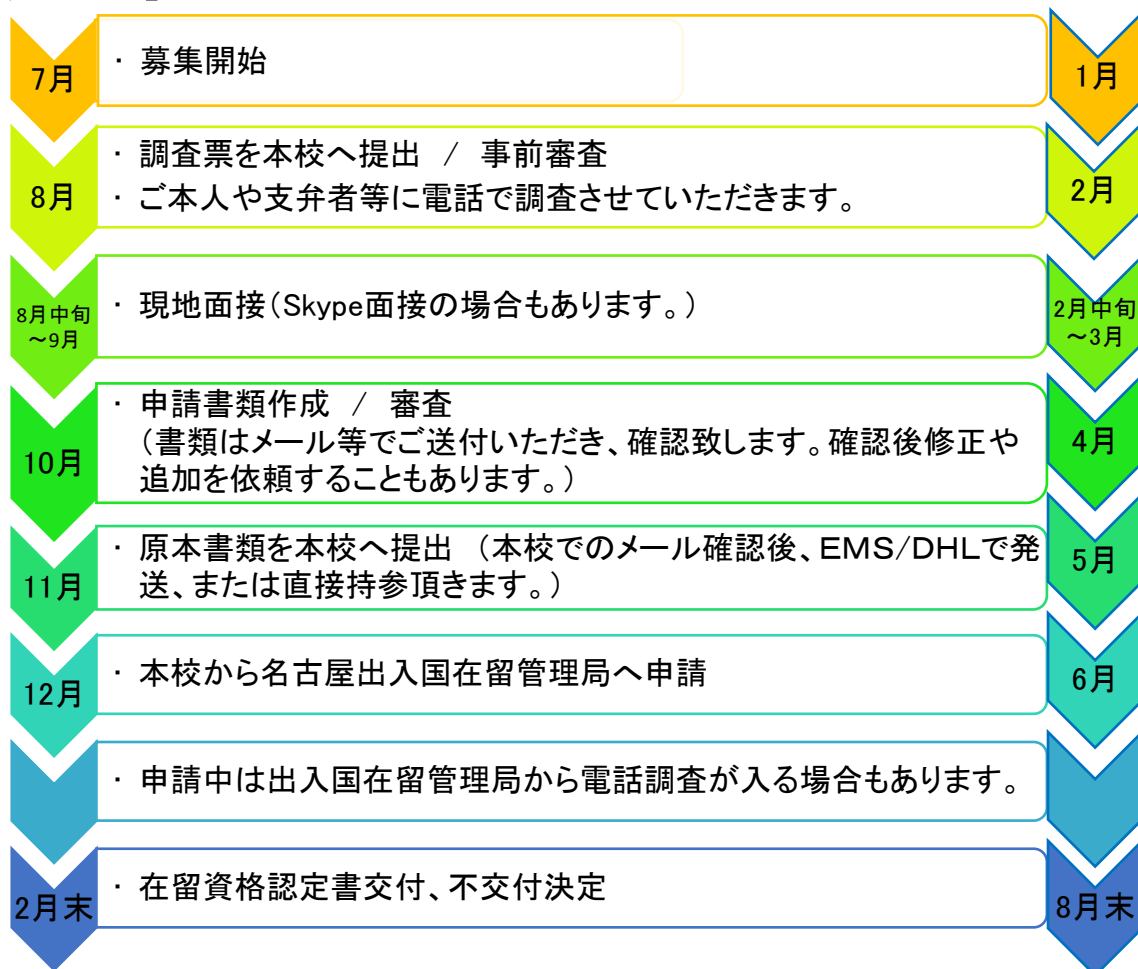 7月
・ 募集開始
1月
8月
・ 調査票を本校へ提出 / 事前審査
・ ご本人や支弁者等に電話で調査させていただきます。
2月
8月中旬
～9月
・ 現地面接(Skype面接の場合もあります。)
2月中旬
～3月
10月
・ 申請書類作成 / 審査
(書類はメール等でご送付いただき、確認致します。確認後修正や
追加を依頼することもあります。)
4月
11月
・ 原本書類を本校へ提出 (本校でのメール確認後、EMS/DHLで発
送、または直接持参頂きます。)
5月
12月
・ 本校から名古屋出入国在留管理局へ申請
6月
・ 申請中は出入国在留管理局から電話調査が入る場合もあります。
2月末
・ 在留資格認定書交付、不交付決定
8月末